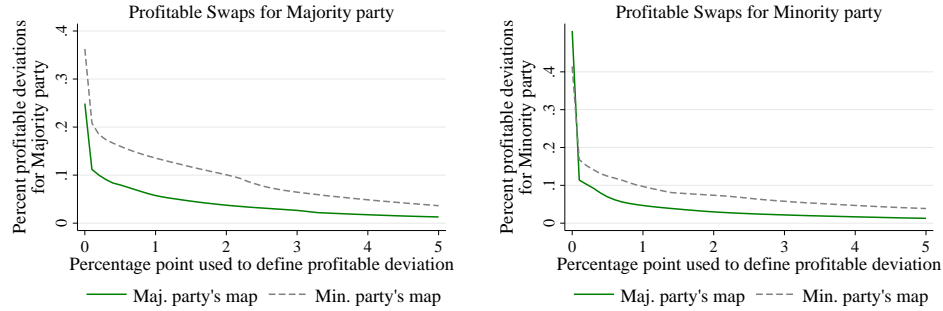 Profitable Swaps for Majority party
Percent profitable deviations
for Majority party
.4
.3
.2
.1
0
0 1 2 3 4 5
Percentage point used to define profitable deviation
Maj. party's map Min. party's map
Profitable Swaps for Minority party
Percent profitable deviations
for Minority party
.4
.3
.2
.1
0
0 1 2 3 4 5
Percentage point used to define profitable deviation
Maj. party's map Min. party's map